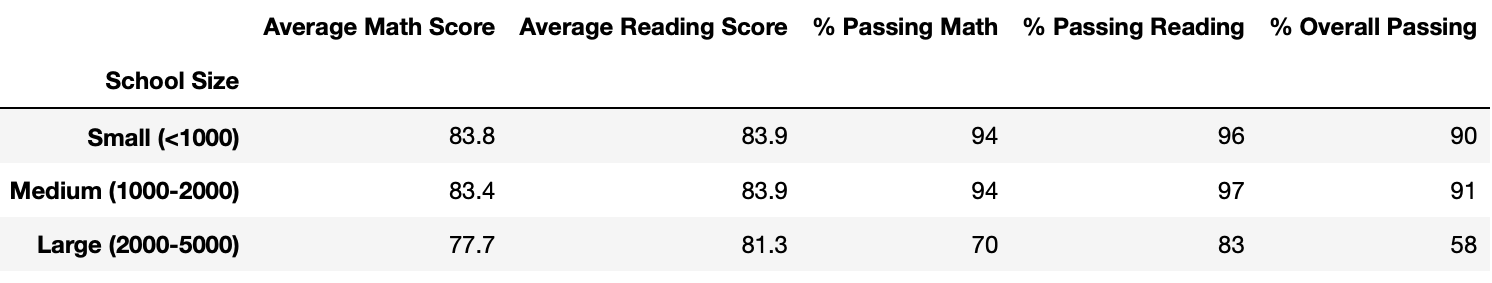 Average Math Score Average Reading Score % Passing Math % Passing Reading % Overall Passing
School Size
Small (<1000) 83.8 83.9 94 96 90
Medium (1000-2000) 83.4 83.9 94 97 91
Large (2000-5000) 77.7 81.3 70 83 58